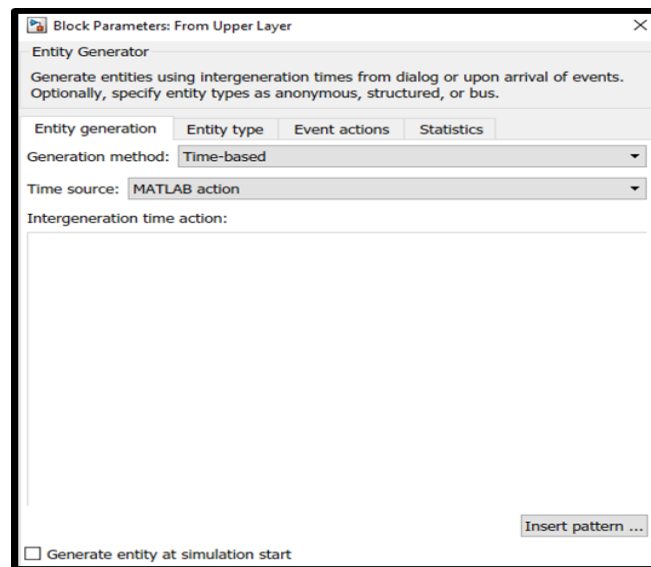 Block Parameters: From Upper Layer
Entity Generator
Generate entities using intergeneration times from dialog or upon arrival of events.
Optionally, specify entity types as anonymous, structured, or bus.
Entity generation Entity type Event actions Statistics
Generation method: Time-based
Time source: MATLAB action
Intergeneration time action:
Insert pattern ...
Generate entity at simulation start